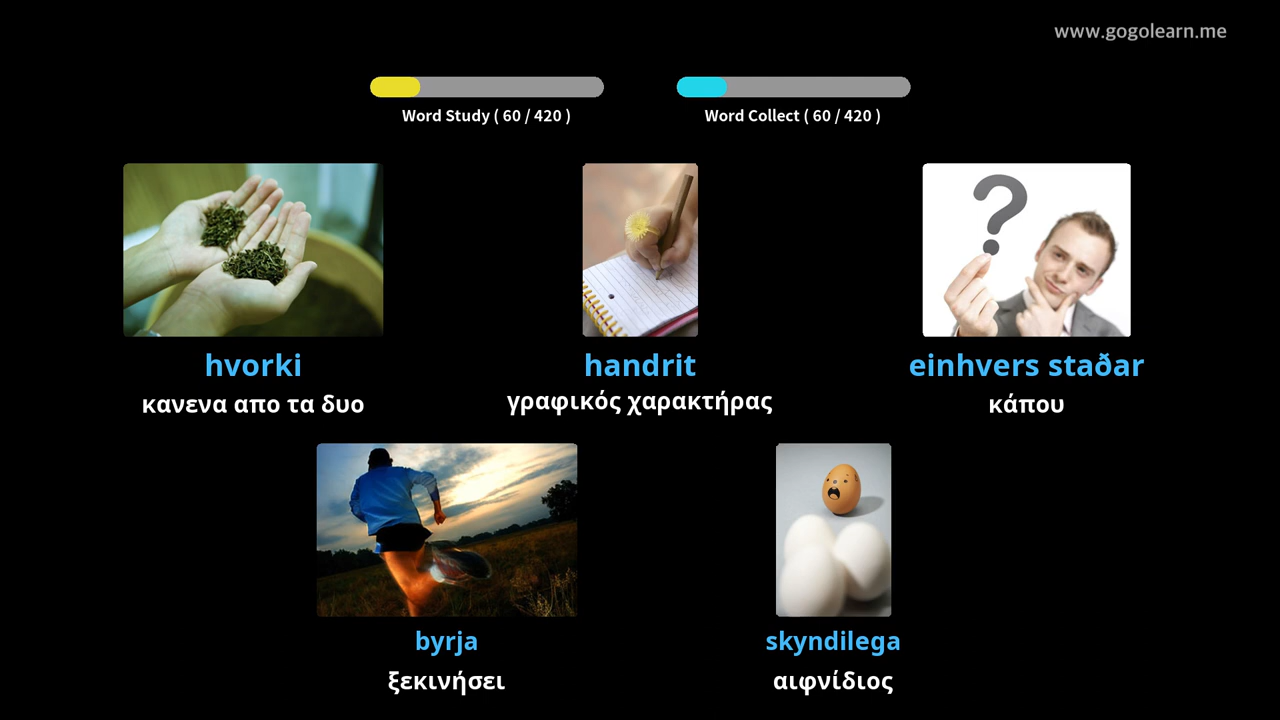 www.gogolearn.me
Word Study ( 60 / 420 )
Word Collect ( 60 / 420 )
hvorki
handrit
einhvers staðar
κανενα απο τα δυο
γραφικός χαρακτήρας
κάπου
byrja
skyndilega
ξεκινήσει
αιφνίδιος